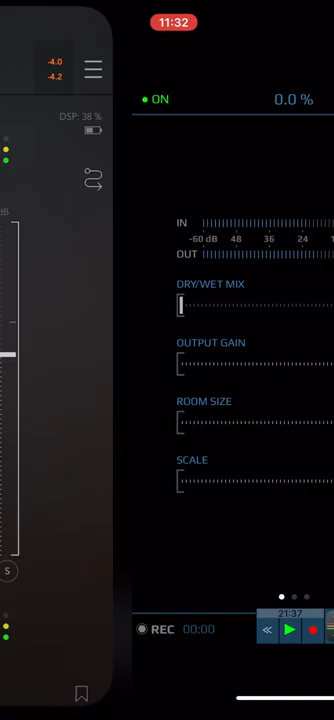 11:32
-4.0
-4.2
DSP: 38 %
dB
S
ON
0.0 %
IN
-60 dB 48 36 24
OUT
DRY/WET MIX
OUTPUT GAIN
ROOM SIZE
SCALE
21:37
REC 00:00